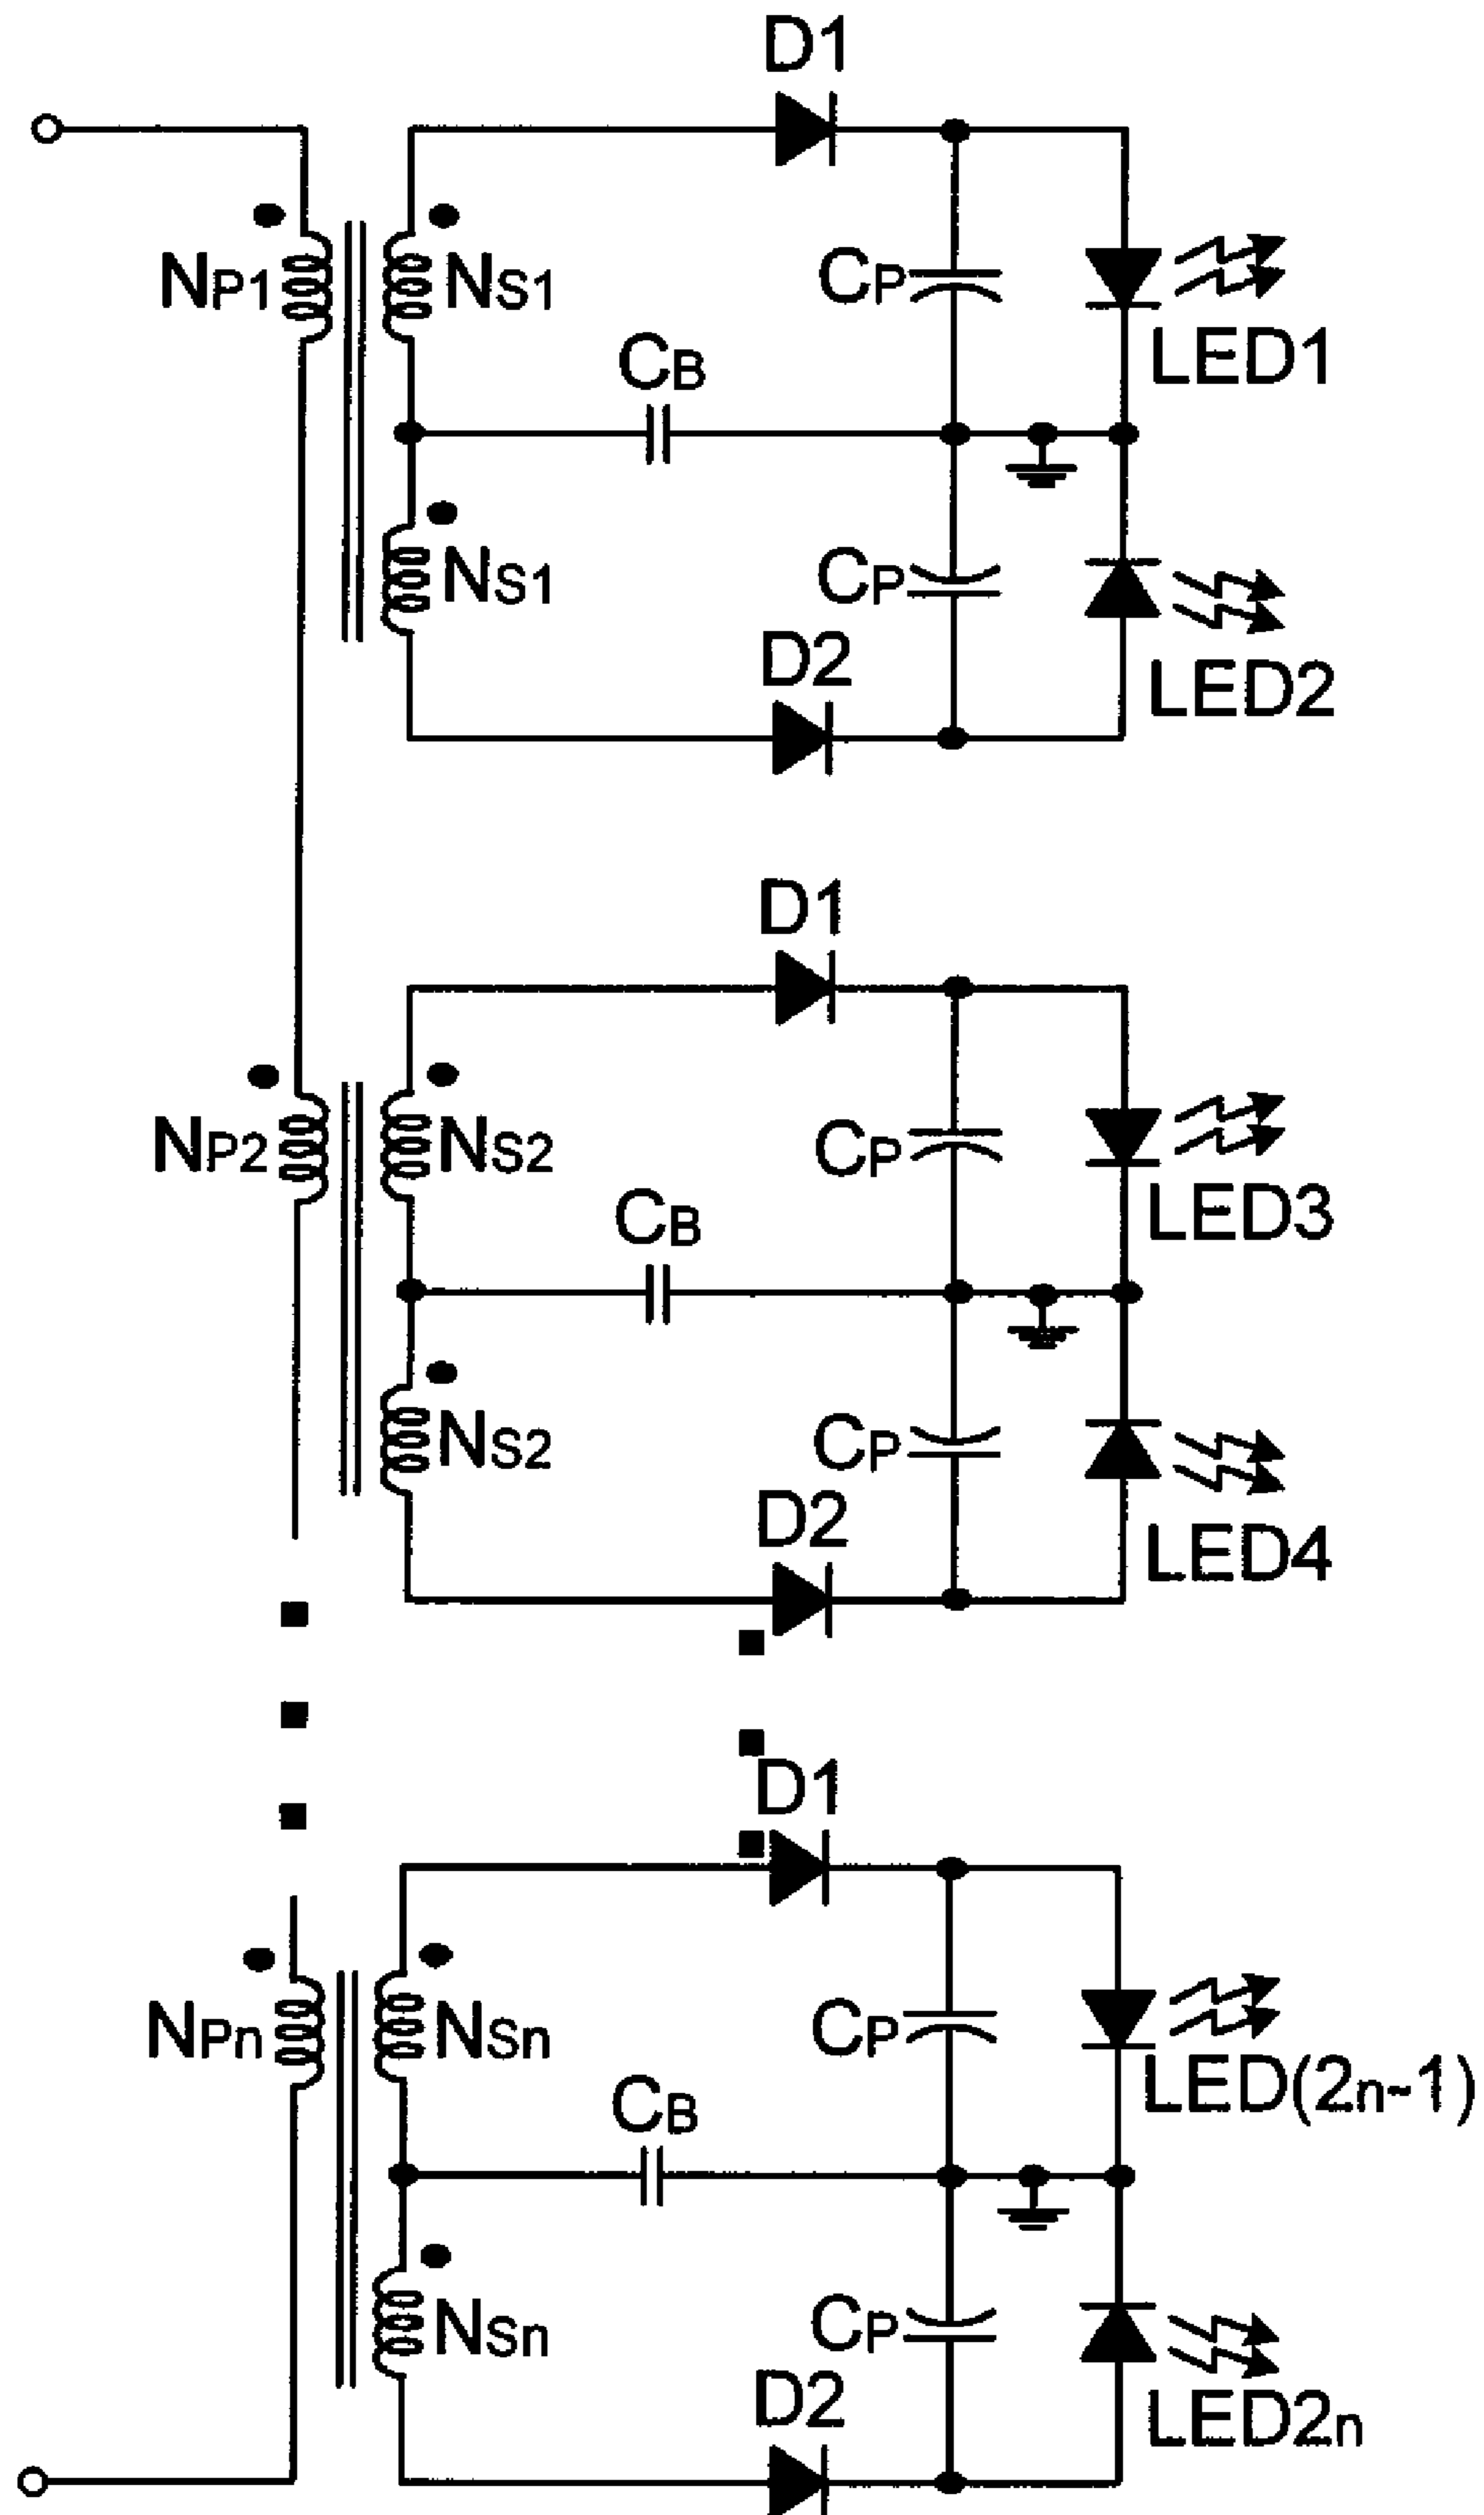 D1
NP1
NS1
CP
LED1
CB
NS1
CP
D2
LED2
D1
NP2
NS2
CP
LED3
CB
NS2
CP
D2
LED4
D1
NPn
NSn
CP
LED(2n-1)
CB
NSn
CP
D2
LED2n